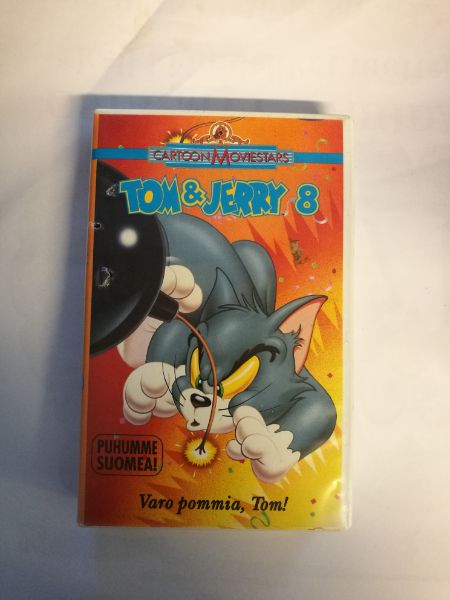 CARTOON MOVIESTARS
TOM & JERRY 8
PUHUMME
SUOMEA!
Varo pommia, Tom!